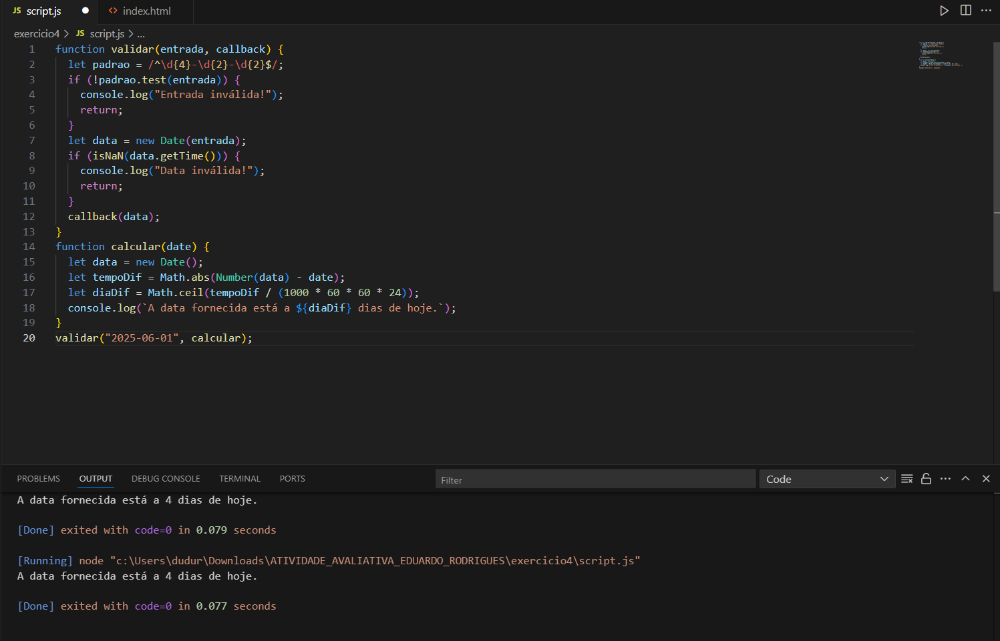 JS script.js
<> index.html
exercicio4 > JS script.js > ...
1 function validar(entrada, callback) {
2 let padrao = /^\d{4}-\d{2}-\d{2}$/;
3 if (!padrao.test(entrada)) {
4 console.log("Entrada inválida!");
5 return;
6 }
7 let data = new Date(entrada);
8 if (isNaN(data.getTime())) {
9 console.log("Data inválida!");
10 return;
11 }
12 callback(data);
13 }
14 function calcular(date) {
15 let data = new Date();
16 let tempoDif = Math.abs(Number(data) - date);
17 let diaDif = Math.ceil(tempoDif / (1000 * 60 * 60 * 24));
18 console.log(`A data fornecida está a ${diaDif} dias de hoje.`);
19 }
20 validar("2025-06-01", calcular);
PROBLEMS OUTPUT DEBUG CONSOLE TERMINAL PORTS Filter Code
A data fornecida está a 4 dias de hoje.
[Done] exited with code=0 in 0.079 seconds
[Running] node "c:\Users\dudur\Downloads\ATIVIDADE_AVALIATIVA_EDUARDO_RODRIGUES\exercicio4\script.js"
A data fornecida está a 4 dias de hoje.
[Done] exited with code=0 in 0.077 seconds